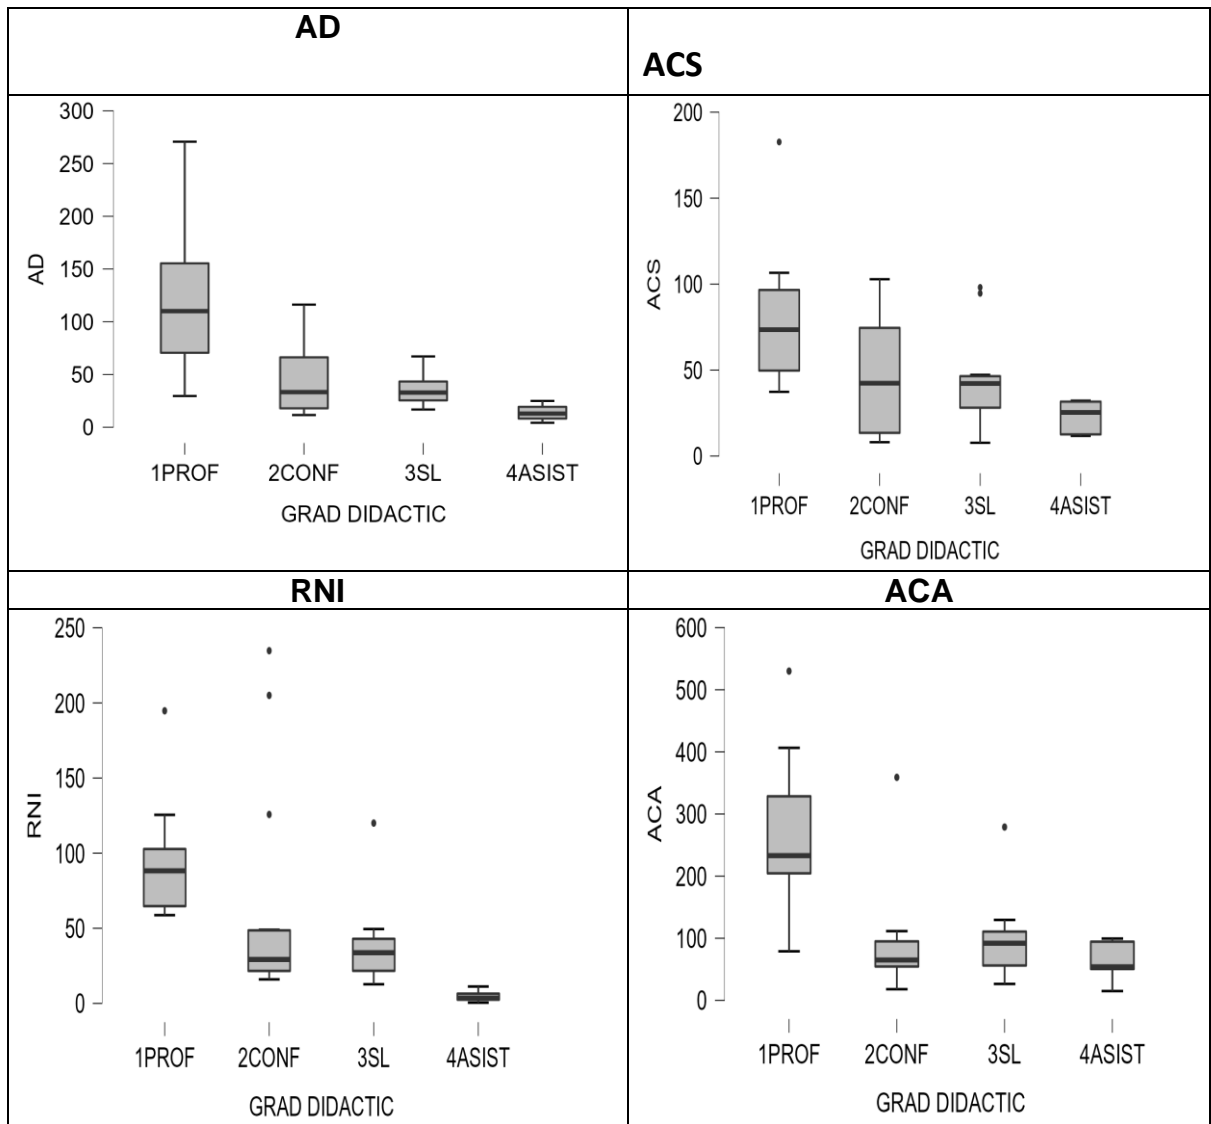 AD
ACS
300
250
200
150
100
50
0
AD
1PROF 2CONF 3SL 4ASIST
GRAD DIDACTIC
200
150
100
50
0
ACS
1PROF 2CONF 3SL 4ASIST
GRAD DIDACTIC
RNI
ACA
250
200
150
100
50
0
RNI
1PROF 2CONF 3SL 4ASIST
GRAD DIDACTIC
600
500
400
300
200
100
0
ACA
1PROF 2CONF 3SL 4ASIST
GRAD DIDACTIC